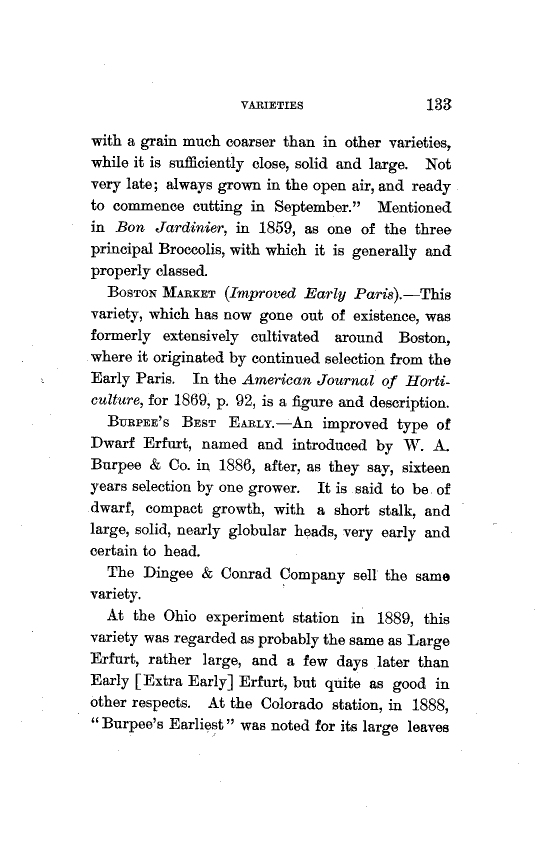 VARIETIES 133
with a grain much coarser than in other varieties,
while it is sufficiently close, solid and large. Not
very late; always grown in the open air, and ready
to commence cutting in September.” Mentioned
in Bon Jardinier, in 1859, as one of the three
principal Broccolis, with which it is generally and
properly classed.
BOSTON MARKET (Improved Early Paris).—This
variety, which has now gone out of existence, was
formerly extensively cultivated around Boston,
where it originated by continued selection from the
Early Paris. In the American Journal of Horti-
culture, for 1869, p. 92, is a figure and description.
BURPEE'S BEST EARLY.—An improved type of
Dwarf Erfurt, named and introduced by W. A.
Burpee & Co. in 1886, after, as they say, sixteen
years selection by one grower. It is said to be of
dwarf, compact growth, with a short stalk, and
large, solid, nearly globular heads, very early and
certain to head.
The Dingee & Conrad Company sell the same
variety.
At the Ohio experiment station in 1889, this
variety was regarded as probably the same as Large
Erfurt, rather large, and a few days later than
Early [Extra Early] Erfurt, but quite as good in
other respects. At the Colorado station, in 1888,
“Burpee's Earliest” was noted for its large leaves